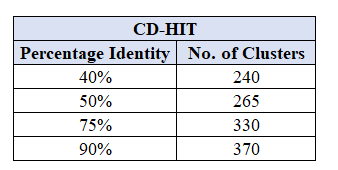 CD-HIT
Percentage Identity No. of Clusters
40% 240
50% 265
75% 330
90% 370